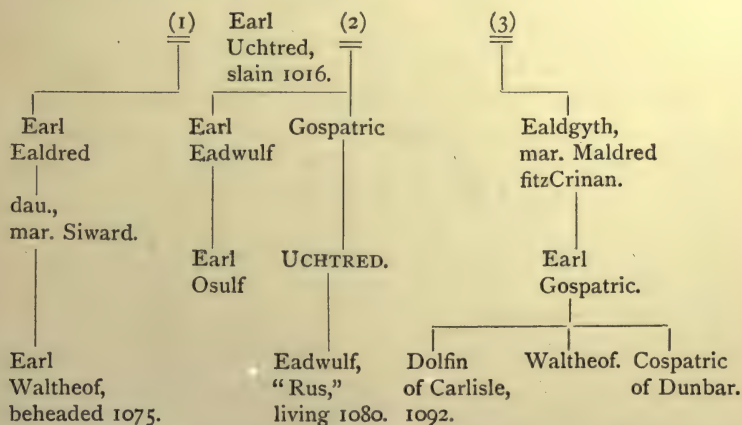 (1) Earl (2) (3)
Uchtred,
slain 1016.
Earl Earl Gospatric Ealdgyth,
Ealdred Eadwulf mar. Maldred
fitzCrinan.
dau.,
mar. Siward.
Earl UCHTRED. Earl
Osulf Gospatric.
Earl Eadwulf, Dolfin Waltheof. Cospatric
Waltheof, "Rus," of Carlisle, of Dunbar.
beheaded 1075. living 1080. 1092.